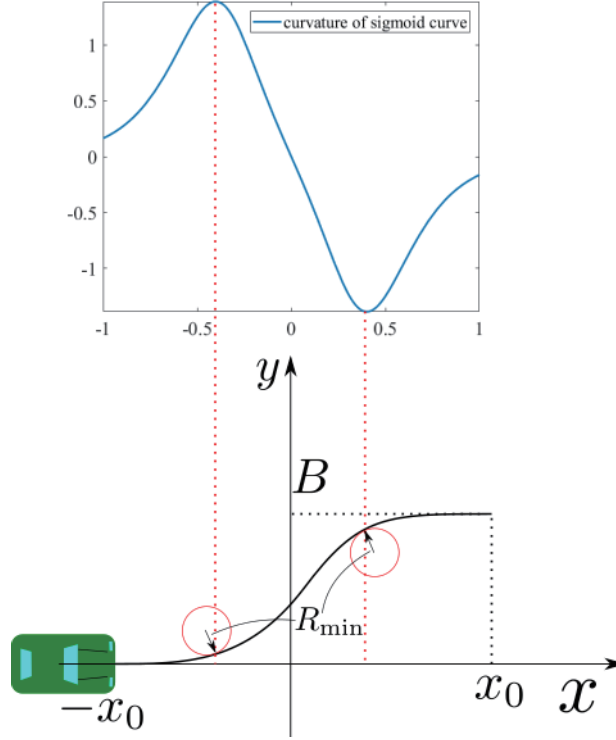 curvature of sigmoid curve
1
0.5
0
-0.5
-1
-1 -0.5 0 0.5 1
y
B
R_min
-x_0 x_0 x